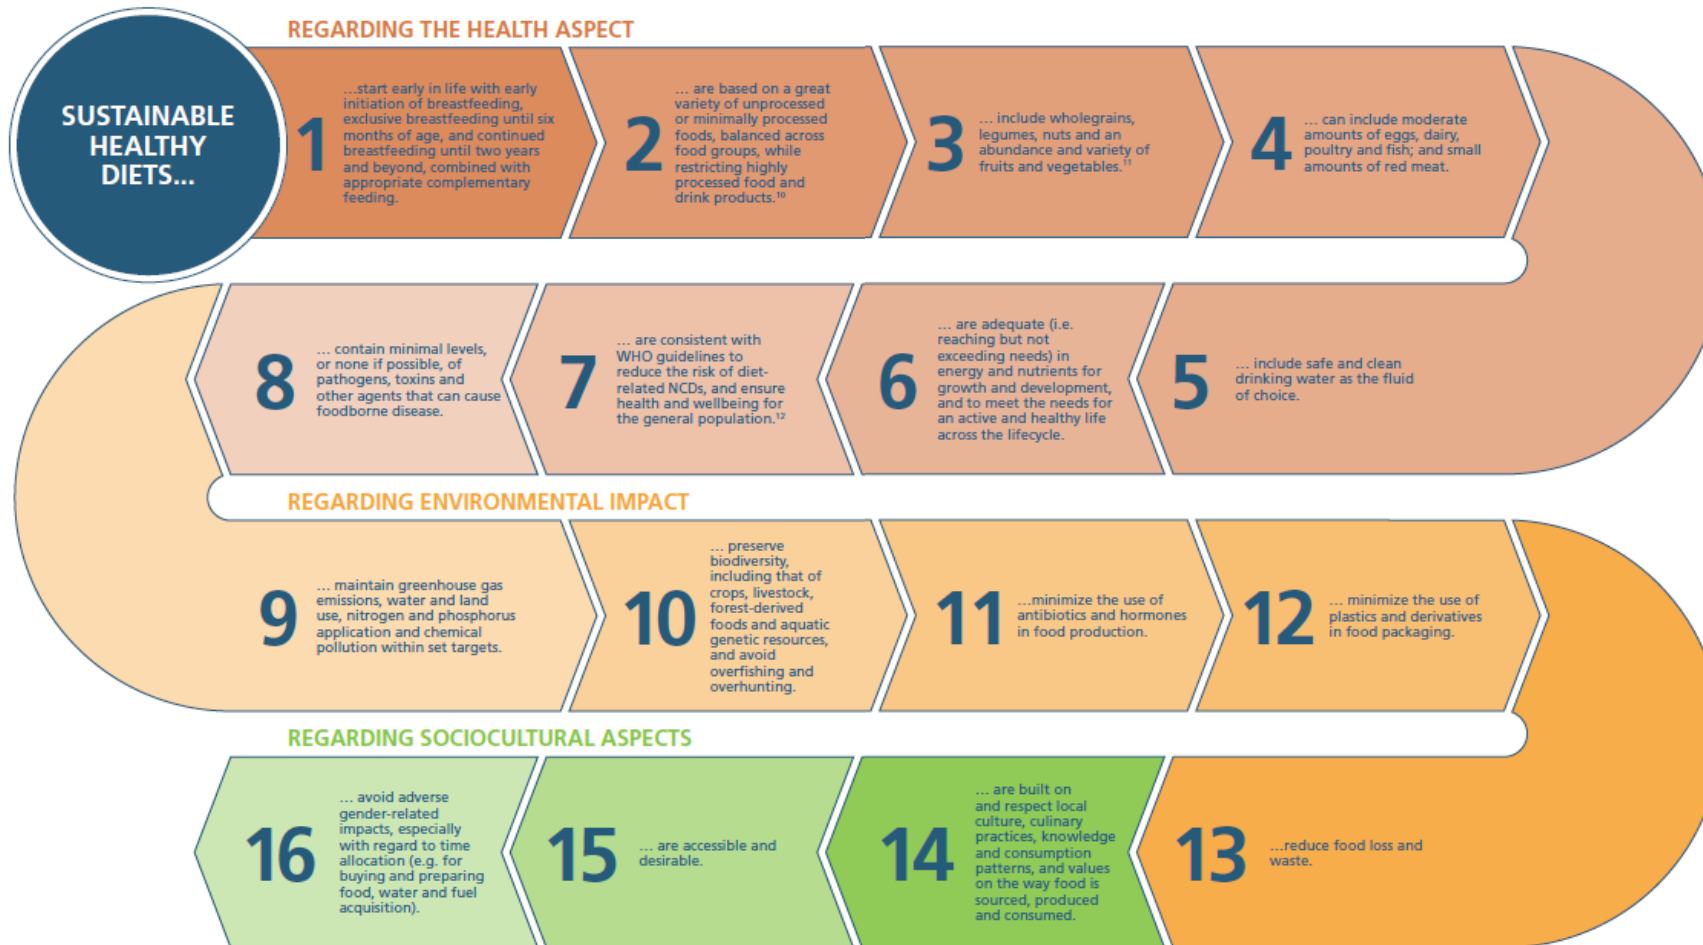 REGARDING THE HEALTH ASPECT
SUSTAINABLE
HEALTHY
DIETS...
1
...start early in life with early
initiation of breastfeeding,
exclusive breastfeeding until six
months of age, and continued
breastfeeding until two years
and beyond, combined with
appropriate complementary
feeding.
2
... are based on a great
variety of unprocessed
or minimally processed
foods, balanced across
food groups, while
restricting highly
processed food and
drink products.¹⁰
3
... include wholegrains,
legumes, nuts and an
abundance and variety of
fruits and vegetables.¹¹
4
... can include moderate
amounts of eggs, dairy,
poultry and fish; and small
amounts of red meat.
5
... include safe and clean
drinking water as the fluid
of choice.
6
... are adequate (i.e.
reaching but not
exceeding needs) in
energy and nutrients for
growth and development,
and to meet the needs for
an active and healthy life
across the lifecycle.
7
... are consistent with
WHO guidelines to
reduce the risk of diet-
related NCDs, and ensure
health and wellbeing for
the general population.¹²
8
... contain minimal levels,
or none if possible, of
pathogens, toxins and
other agents that can cause
foodborne disease.
REGARDING ENVIRONMENTAL IMPACT
9
... maintain greenhouse gas
emissions, water and land
use, nitrogen and phosphorus
application and chemical
pollution within set targets.
10
... preserve
biodiversity,
including that of
crops, livestock,
forest-derived
foods and aquatic
genetic resources,
and avoid
overfishing and
overhunting.
11
...minimize the use of
antibiotics and hormones
in food production.
12
... minimize the use of
plastics and derivatives
in food packaging.
13
...reduce food loss and
waste.
REGARDING SOCIOCULTURAL ASPECTS
14
... are built on
and respect local
culture, culinary
practices, knowledge
and consumption
patterns, and values
on the way food is
sourced, produced
and consumed.
15
... are accessible and
desirable.
16
... avoid adverse
gender-related
impacts, especially
with regard to time
allocation (e.g. for
buying and preparing
food, water and fuel
acquisition).